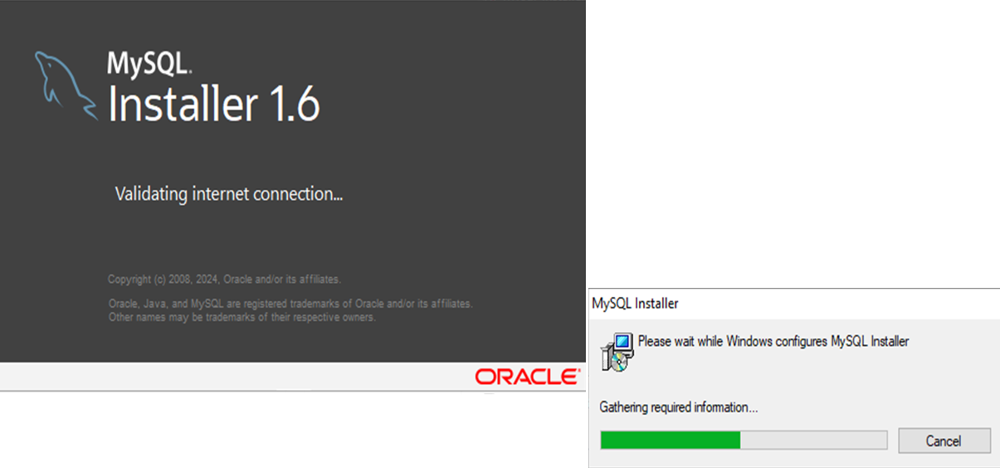 MySQL.
Installer 1.6
Validating internet connection...
Copyright (c) 2008, 2024, Oracle and/or its affiliates.
Oracle, Java, and MySQL are registered trademarks of Oracle and/or its affiliates.
Other names may be trademarks of their respective owners.
ORACLE
MySQL Installer
Please wait while Windows configures MySQL Installer
Gathering required information...
Cancel